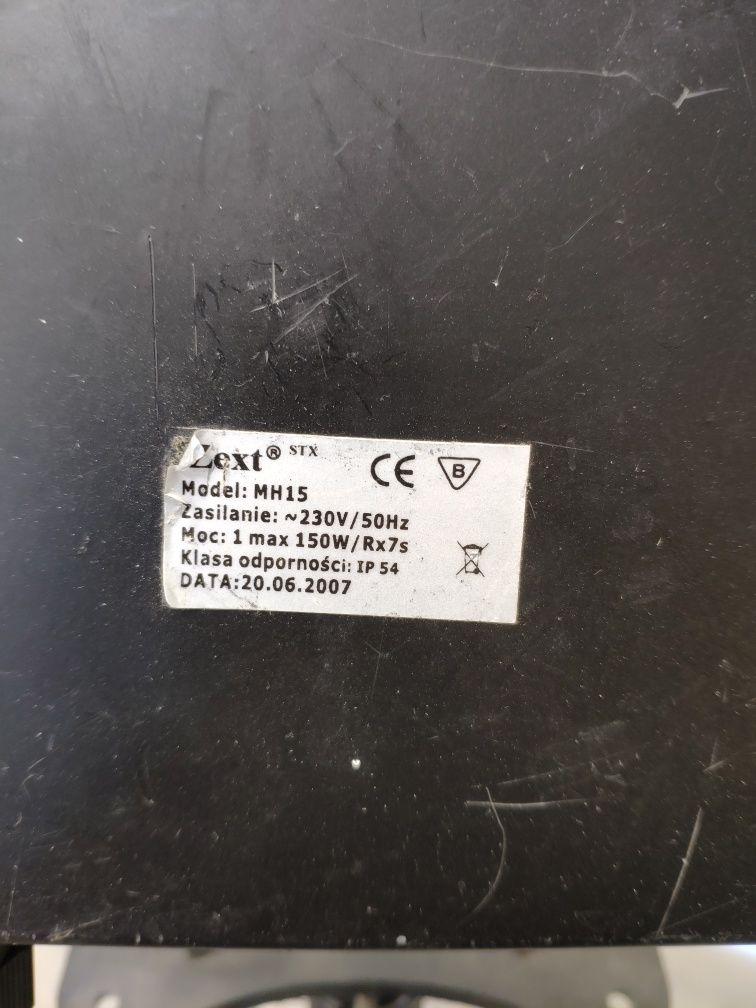 Zext® STX
CE B
Model: MH15
Zasilanie: ~230V/50Hz
Moc: 1 max 150W/Rx7s
Klasa odporności: IP 54
DATA:20.06.2007